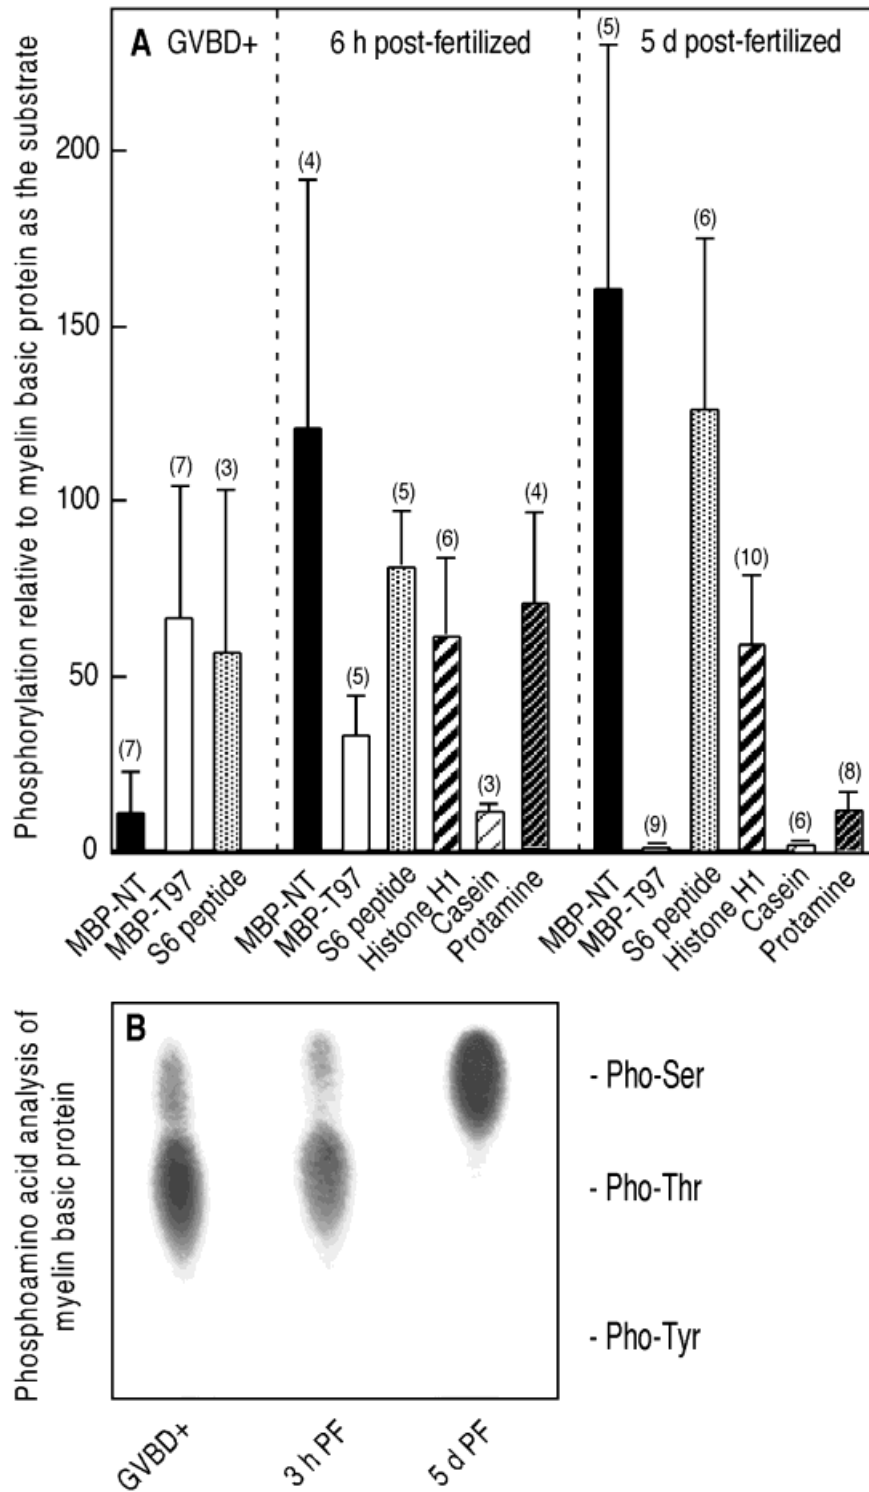 A GVBD+ 6 h post-fertilized 5 d post-fertilized
Phosphorylation relative to myelin basic protein as the substrate
200
150
100
50
0
(7) (7) (3) (4) (5) (5) (6) (3) (4) (5) (9) (6) (10) (6) (8)
MBP-NT MBP-T97 S6 peptide MBP-NT MBP-T97 S6 peptide Histone H1 Casein Protamine MBP-NT MBP-T97 S6 peptide Histone H1 Casein Protamine
B
Phosphoamino acid analysis of
myelin basic protein
- Pho-Ser
- Pho-Thr
- Pho-Tyr
GVBD+ 3 h PF 5 d PF